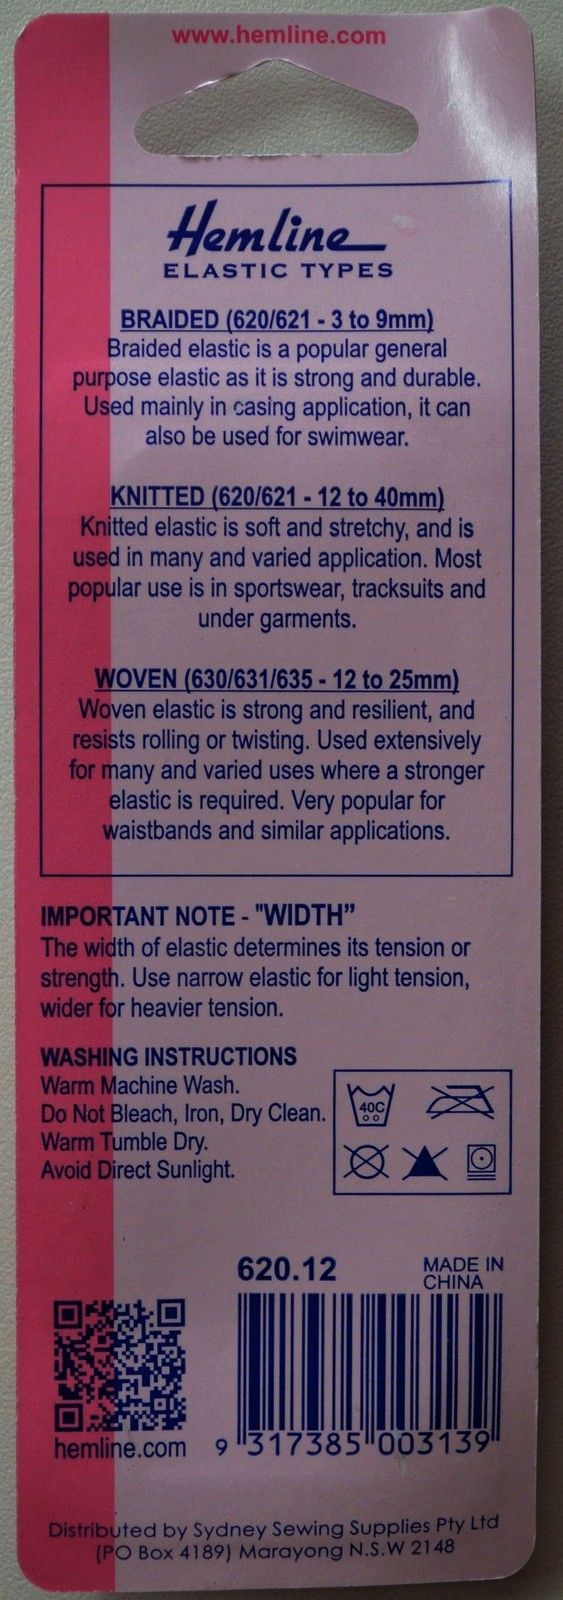 www.hemline.com
Hemline
ELASTIC TYPES
BRAIDED (620/621 - 3 to 9mm)
Braided elastic is a popular general
purpose elastic as it is strong and durable.
Used mainly in casing application, it can
also be used for swimwear.
KNITTED (620/621 - 12 to 40mm)
Knitted elastic is soft and stretchy, and is
used in many and varied application. Most
popular use is in sportswear, tracksuits and
under garments.
WOVEN (630/631/635 - 12 to 25mm)
Woven elastic is strong and resilient, and
resists rolling or twisting. Used extensively
for many and varied uses where a stronger
elastic is required. Very popular for
waistbands and similar applications.
IMPORTANT NOTE - "WIDTH”
The width of elastic determines its tension or
strength. Use narrow elastic for light tension,
wider for heavier tension.
WASHING INSTRUCTIONS
Warm Machine Wash.
Do Not Bleach, Iron, Dry Clean.
Warm Tumble Dry.
Avoid Direct Sunlight.
40C
620.12
MADE IN
CHINA
hemline.com
9 317385 003139
Distributed by Sydney Sewing Supplies Pty Ltd
(PO Box 4189) Marayong N.S.W 2148